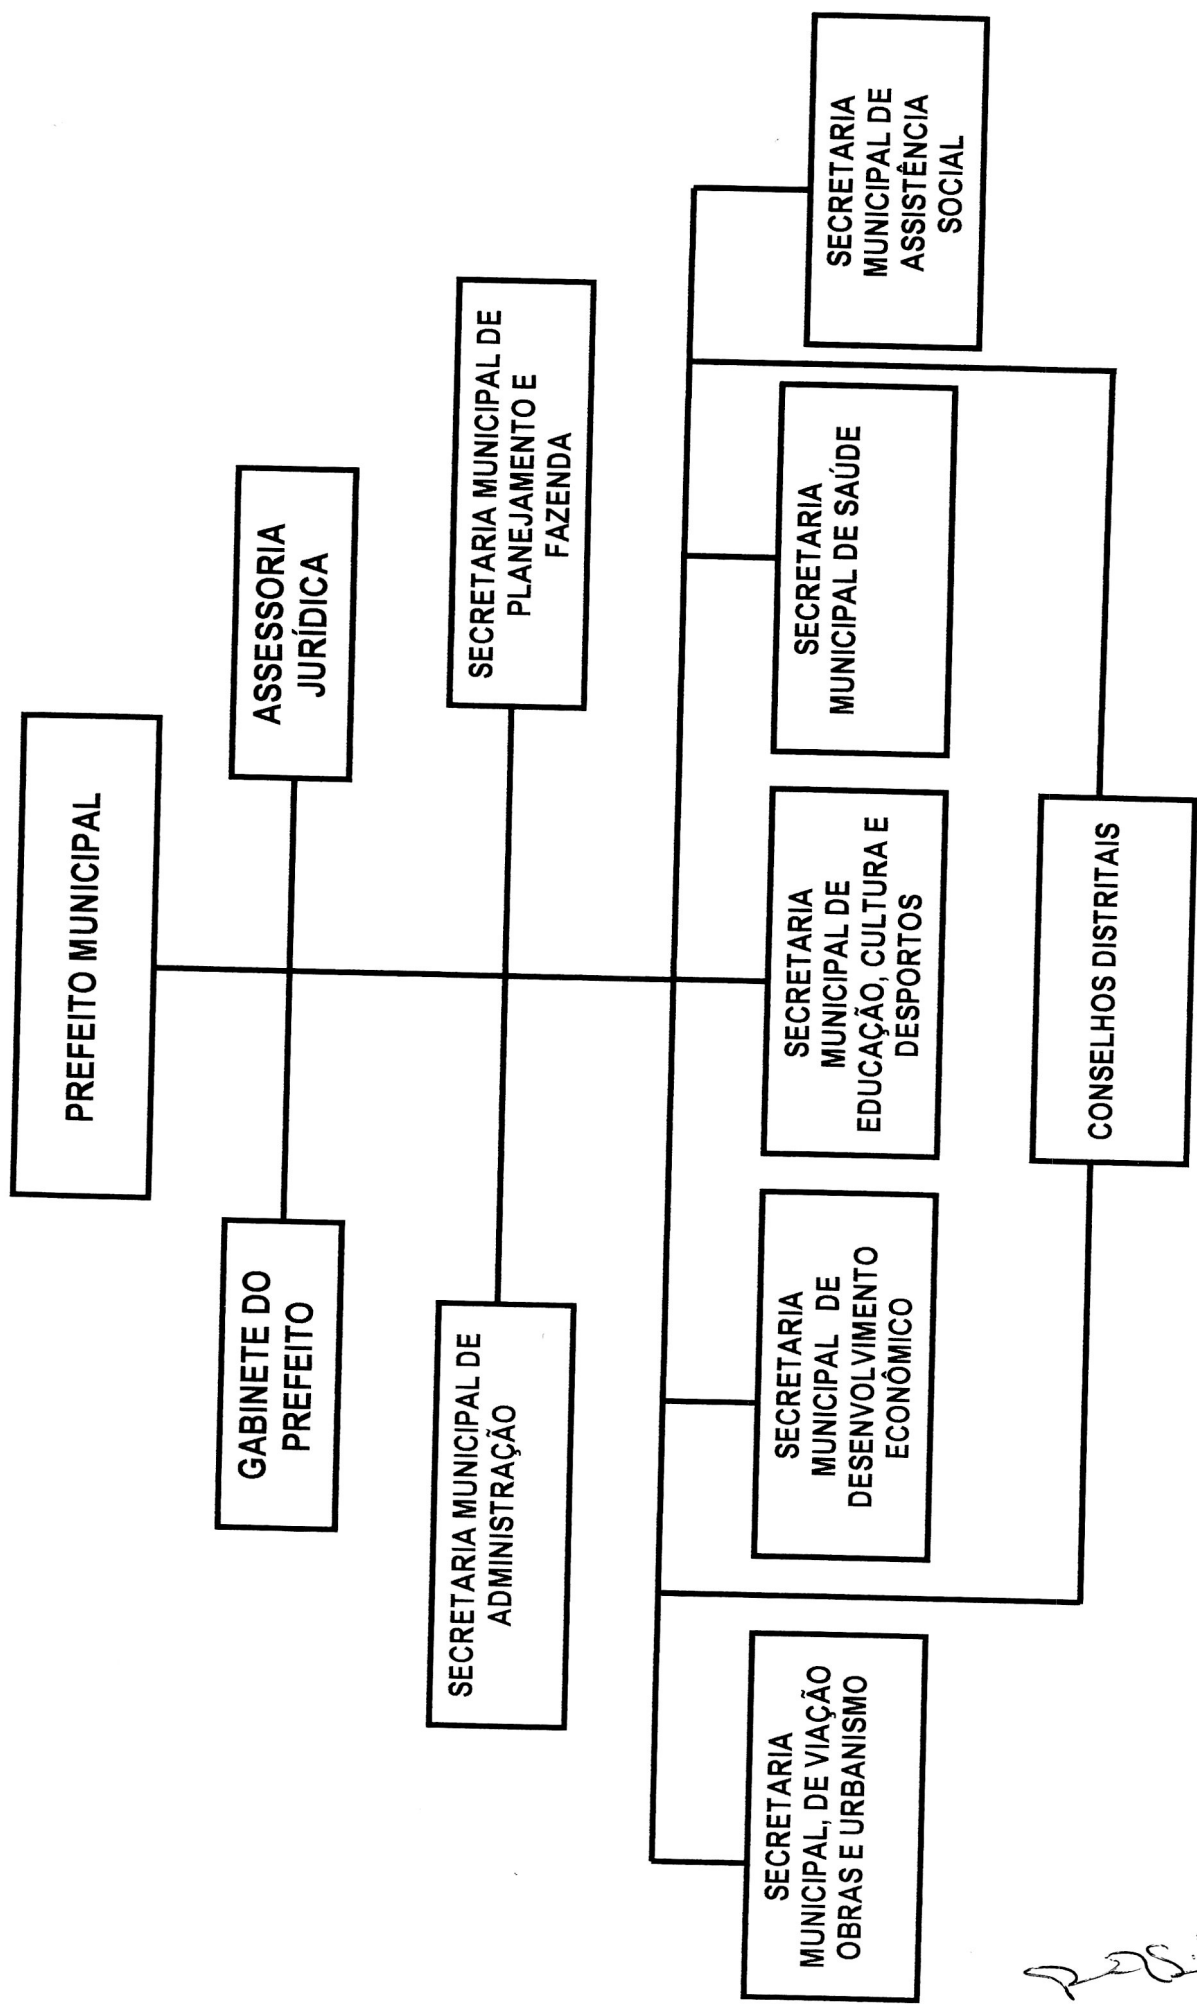 PREFEITO MUNICIPAL
GABINETE DO
PREFEITO
ASSESSORIA
JURÍDICA
SECRETARIA MUNICIPAL DE
ADMINISTRAÇÃO
SECRETARIA MUNICIPAL DE
PLANEJAMENTO E
FAZENDA
SECRETARIA
MUNICIPAL, DE VIAÇÃO
OBRAS E URBANISMO
SECRETARIA
MUNICIPAL DE
DESENVOLVIMENTO
ECONÔMICO
SECRETARIA
MUNICIPAL DE
EDUCAÇÃO, CULTURA E
DESPORTOS
SECRETARIA
MUNICIPAL DE SAÚDE
SECRETARIA
MUNICIPAL DE
ASSISTÊNCIA
SOCIAL
CONSELHOS DISTRITAIS